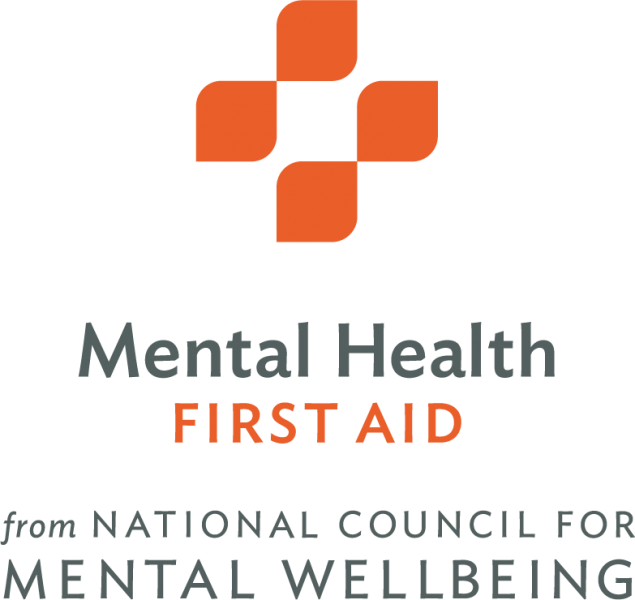 Mental Health
FIRST AID
from NATIONAL COUNCIL FOR
MENTAL WELLBEING